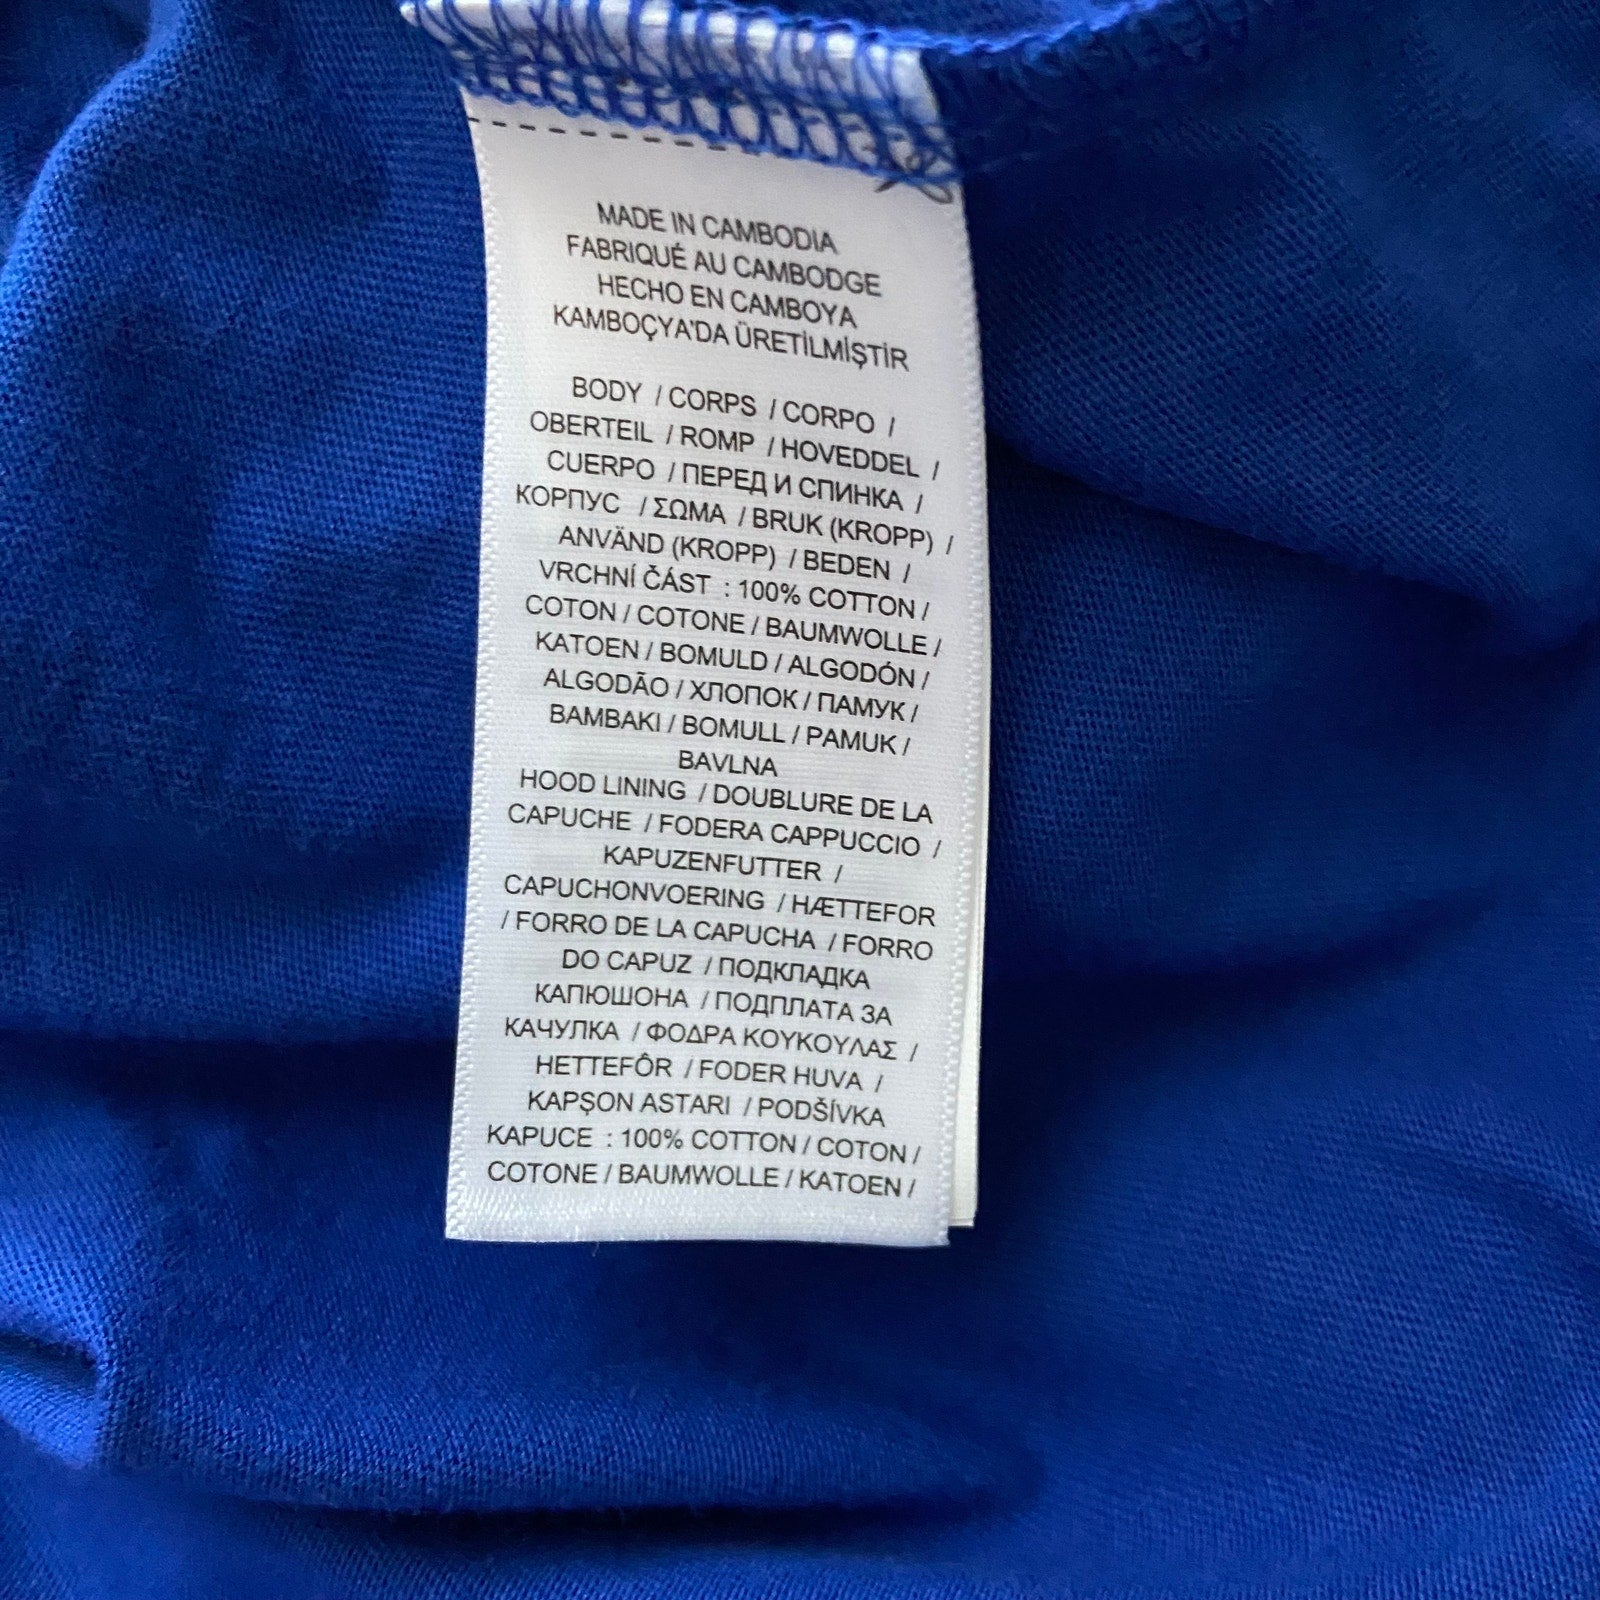 MADE IN CAMBODIA
FABRIQUÉ AU CAMBODGE
HECHO EN CAMBOYA
KAMBOÇYA'DA ÜRETİLMİŞTİR
BODY / CORPS / CORPO /
OBERTEIL / ROMP / HOVEDDEL /
CUERPO / ПЕРЕД И СПИНКА /
КОРПУС / ΣΩΜΑ / BRUK (KROPP) /
ANVÄND (KROPP) / BEDEN /
VRCHNÍ ČÁST : 100% COTTON /
COTON / COTONE / BAUMWOLLE /
KATOEN / BOMULD / ALGODÓN /
ALGODÃO / ХЛОПОК / ПАМУК /
BAMBAKI / BOMULL / PAMUK /
BAVLNA
HOOD LINING / DOUBLURE DE LA
CAPUCHE / FODERA CAPPUCCIO /
KAPUZENFUTTER /
CAPUCHONVOERING / HÆTTEFOR
/ FORRO DE LA CAPUCHA / FORRO
DO CAPUZ / ПОДКЛАДКА
КАПЮШОНА / ПОДПЛАТА ЗА
КАЧУЛКА / ΦΟΔΡΑ ΚΟΥΚΟΥΛΑΣ /
HETTEFÔR / FODER HUVA /
KAPŞON ASTARI / PODŠÍVKA
KAPUCE : 100% COTTON / COTON /
COTONE / BAUMWOLLE / KATOEN /